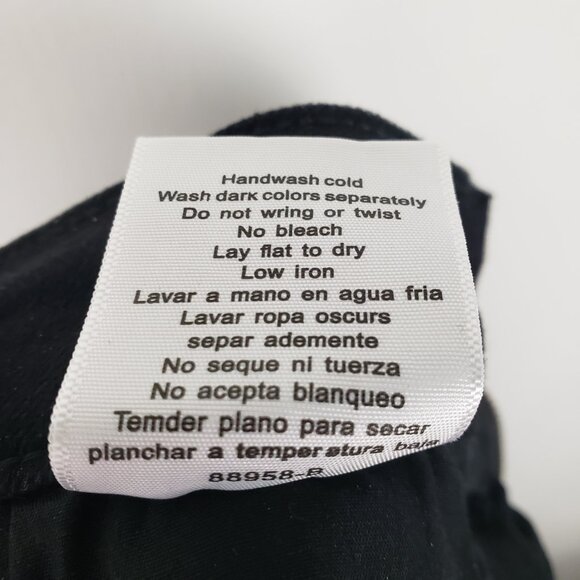 Handwash cold
Wash dark colors separately
Do not wring or twist
No bleach
Lay flat to dry
Low iron
Lavar a mano en agua fria
Lavar ropa oscurs
separ ademente
No seque ni tuerza
No acepta blanqueo
Temder plano para secar
planchar a temperatura baja
88958-R